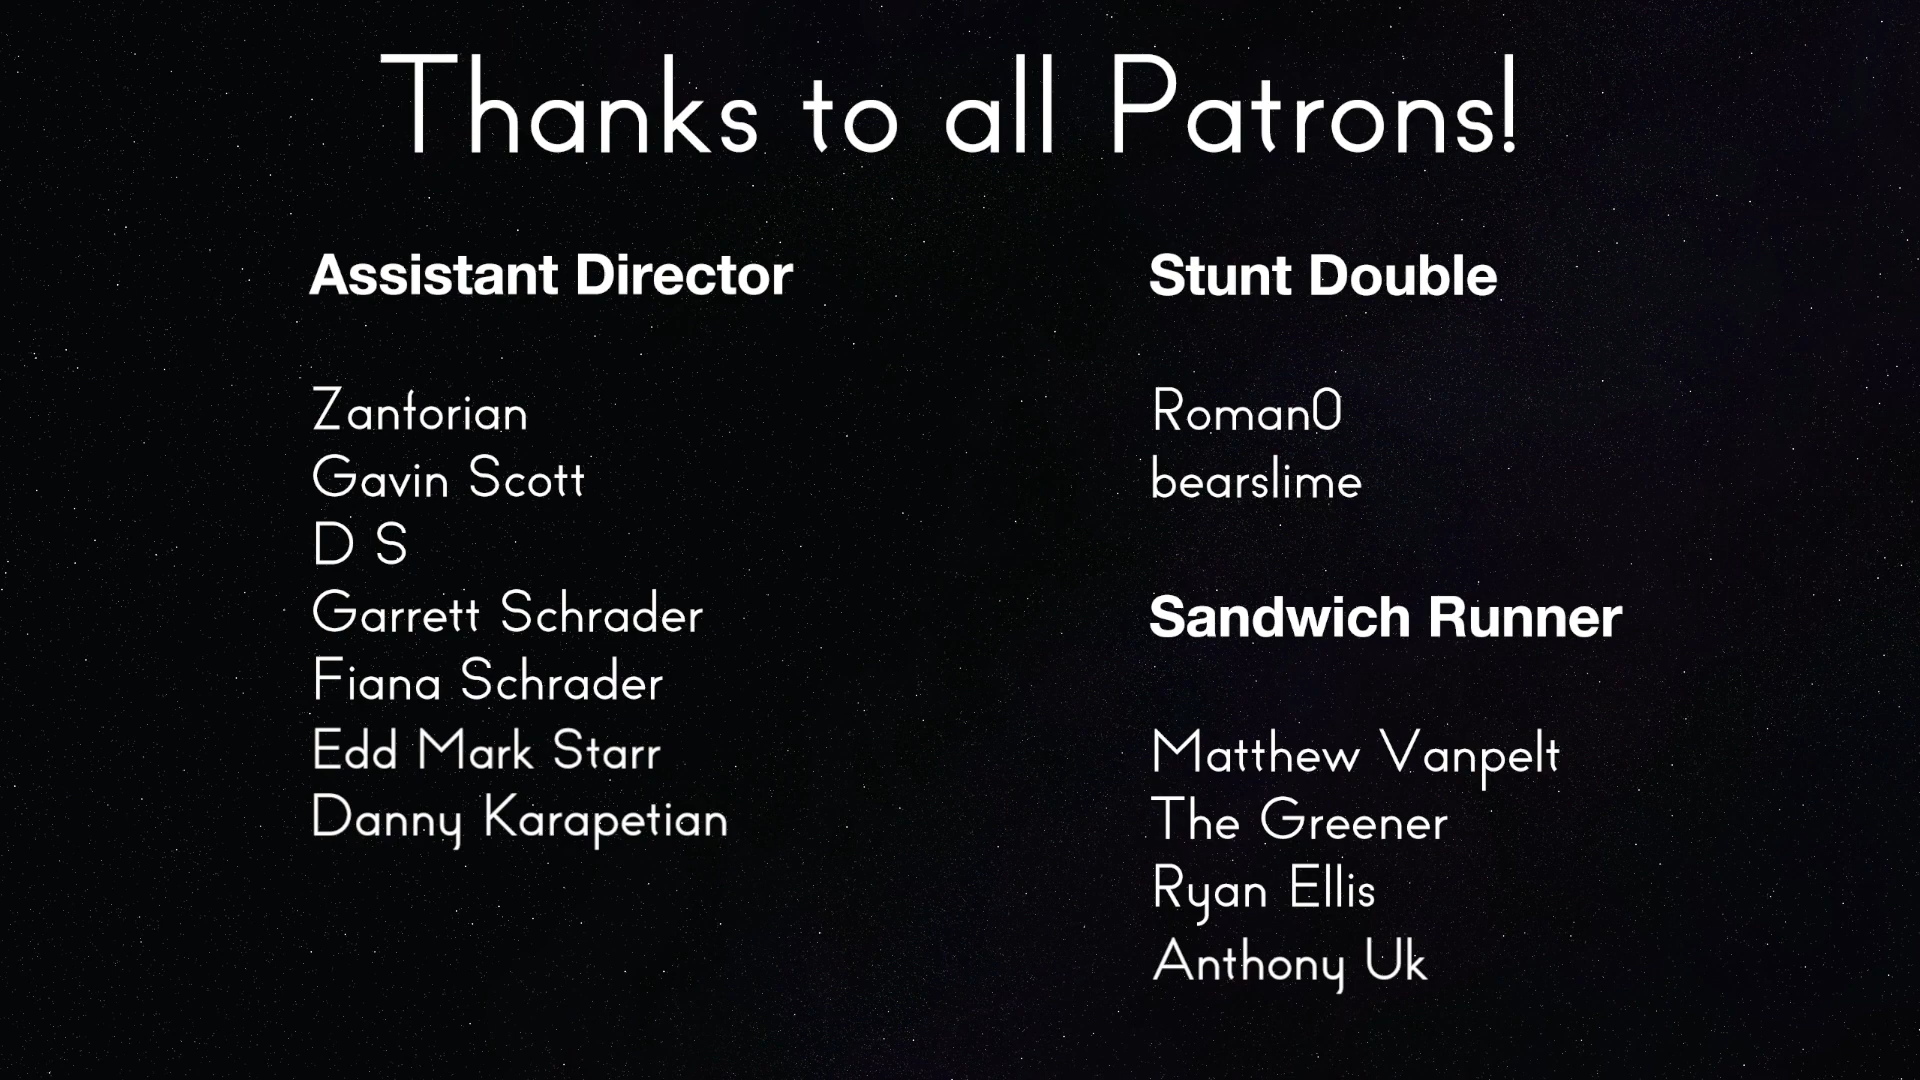 Thanks to all Patrons!
Assistant Director
Zanforian
Gavin Scott
D S
Garrett Schrader
Fiana Schrader
Edd Mark Starr
Danny Karapetian
Stunt Double
Roman0
bearslime
Sandwich Runner
Matthew Vanpelt
The Greener
Ryan Ellis
Anthony Uk